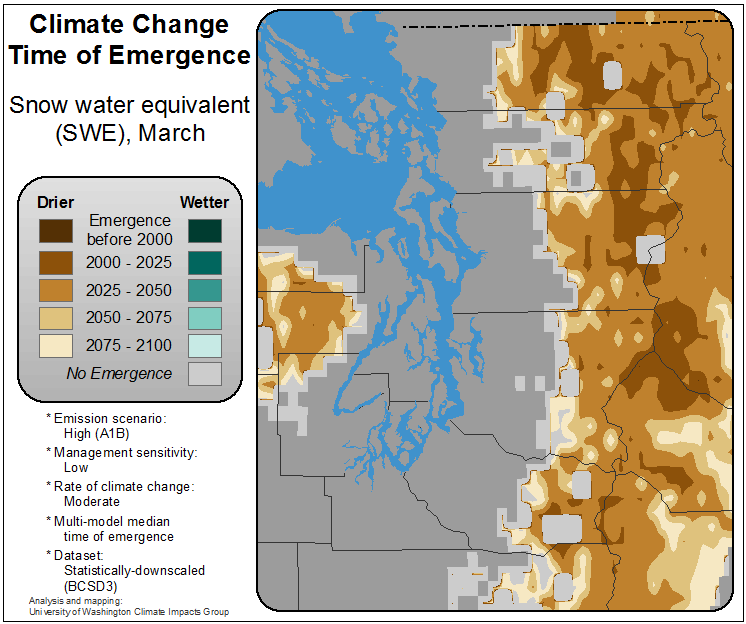 Climate Change
Time of Emergence
Snow water equivalent
(SWE), March
Drier
Wetter
Emergence
before 2000
2000 - 2025
2025 - 2050
2050 - 2075
2075 - 2100
No Emergence
* Emission scenario:
High (A1B)
* Management sensitivity:
Low
* Rate of climate change:
Moderate
* Multi-model median
time of emergence
* Dataset:
Statistically-downscaled
(BCSD3)
Analysis and mapping:
University of Washington Climate Impacts Group